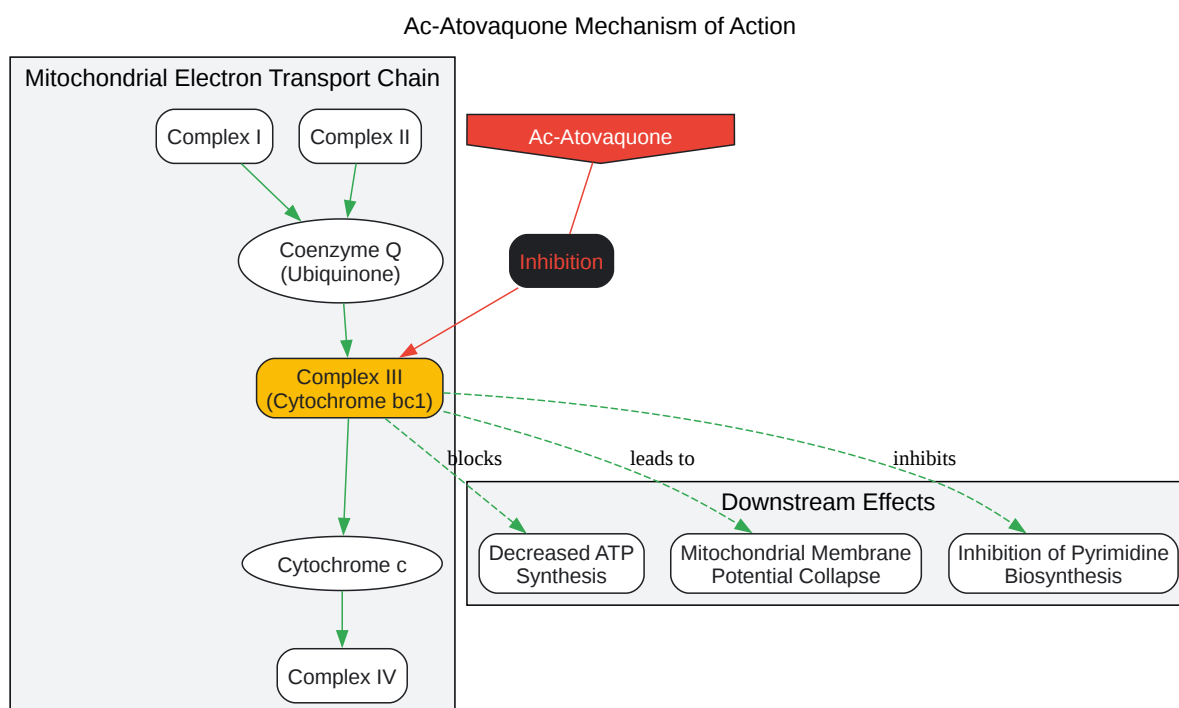 Ac-Atovaquone Mechanism of Action
Mitochondrial Electron Transport Chain
Complex I
Complex II
Ac-Atovaquone
Coenzyme Q
(Ubiquinone)
Inhibition
Complex III
(Cytochrome bc1)
blocks
leads to
inhibits
Downstream Effects
Cytochrome c
Decreased ATP
Synthesis
Mitochondrial Membrane
Potential Collapse
Inhibition of Pyrimidine
Biosynthesis
Complex IV